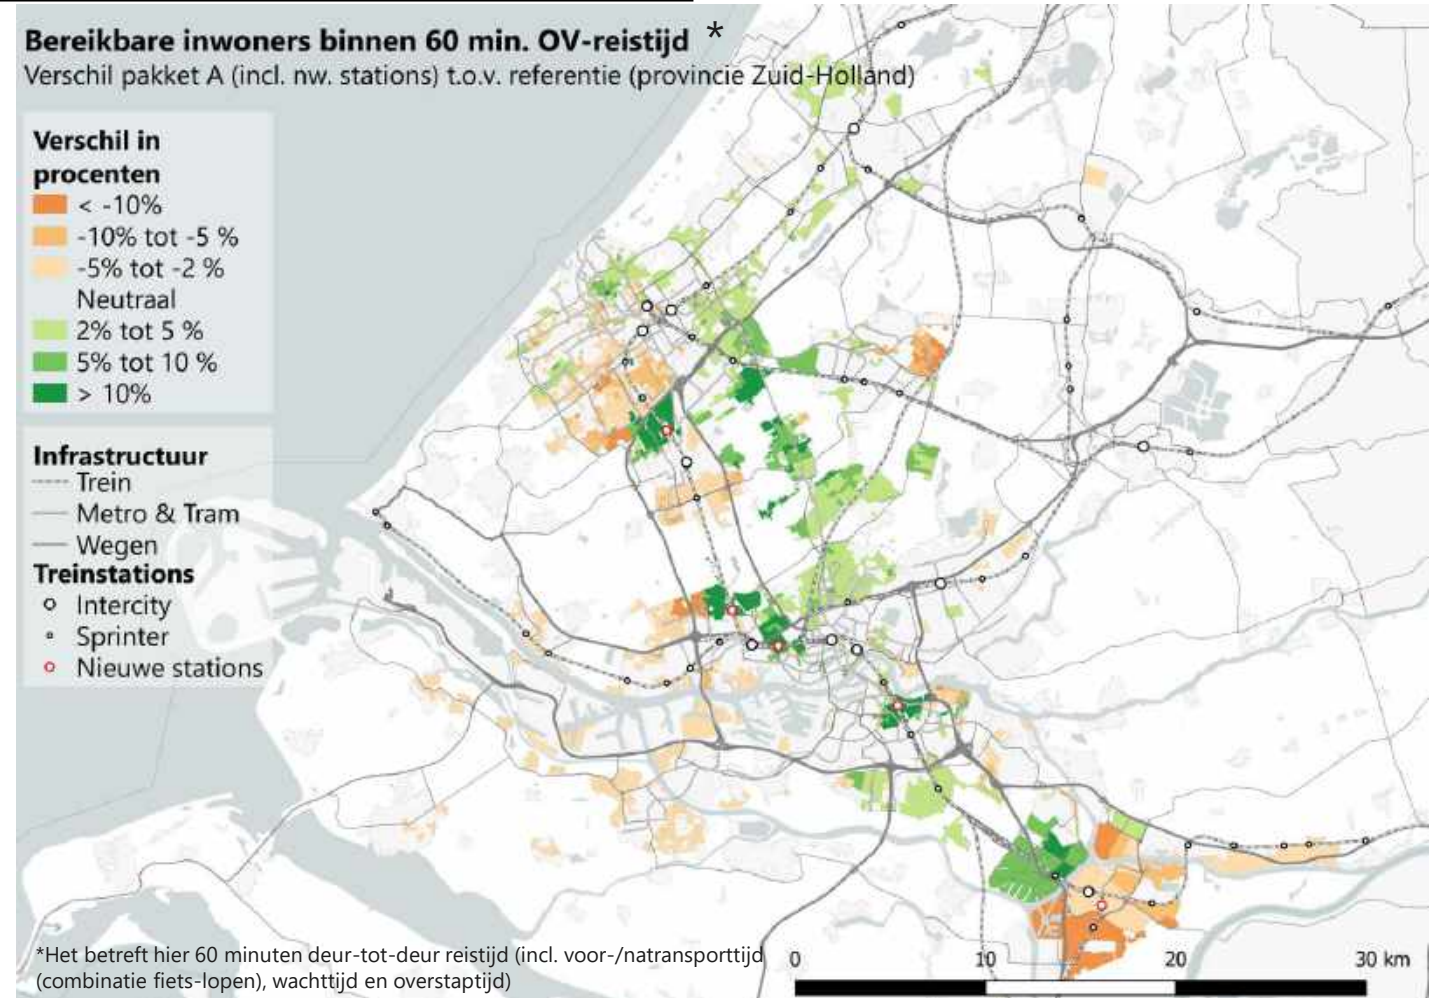 Bereikbare inwoners binnen 60 min. OV-reistijd *
Verschil pakket A (incl. nw. stations) t.o.v. referentie (provincie Zuid-Holland)
Verschil in
procenten
< -10%
-10% tot -5 %
-5% tot -2 %
Neutraal
2% tot 5 %
5% tot 10 %
> 10%
Infrastructuur
Trein
Metro & Tram
Wegen
Treinstations
Intercity
Sprinter
Nieuwe stations
*Het betreft hier 60 minuten deur-tot-deur reistijd (incl. voor-/natransporttijd
(combinatie fiets-lopen), wachttijd en overstaptijd)
0 10 20 30 km